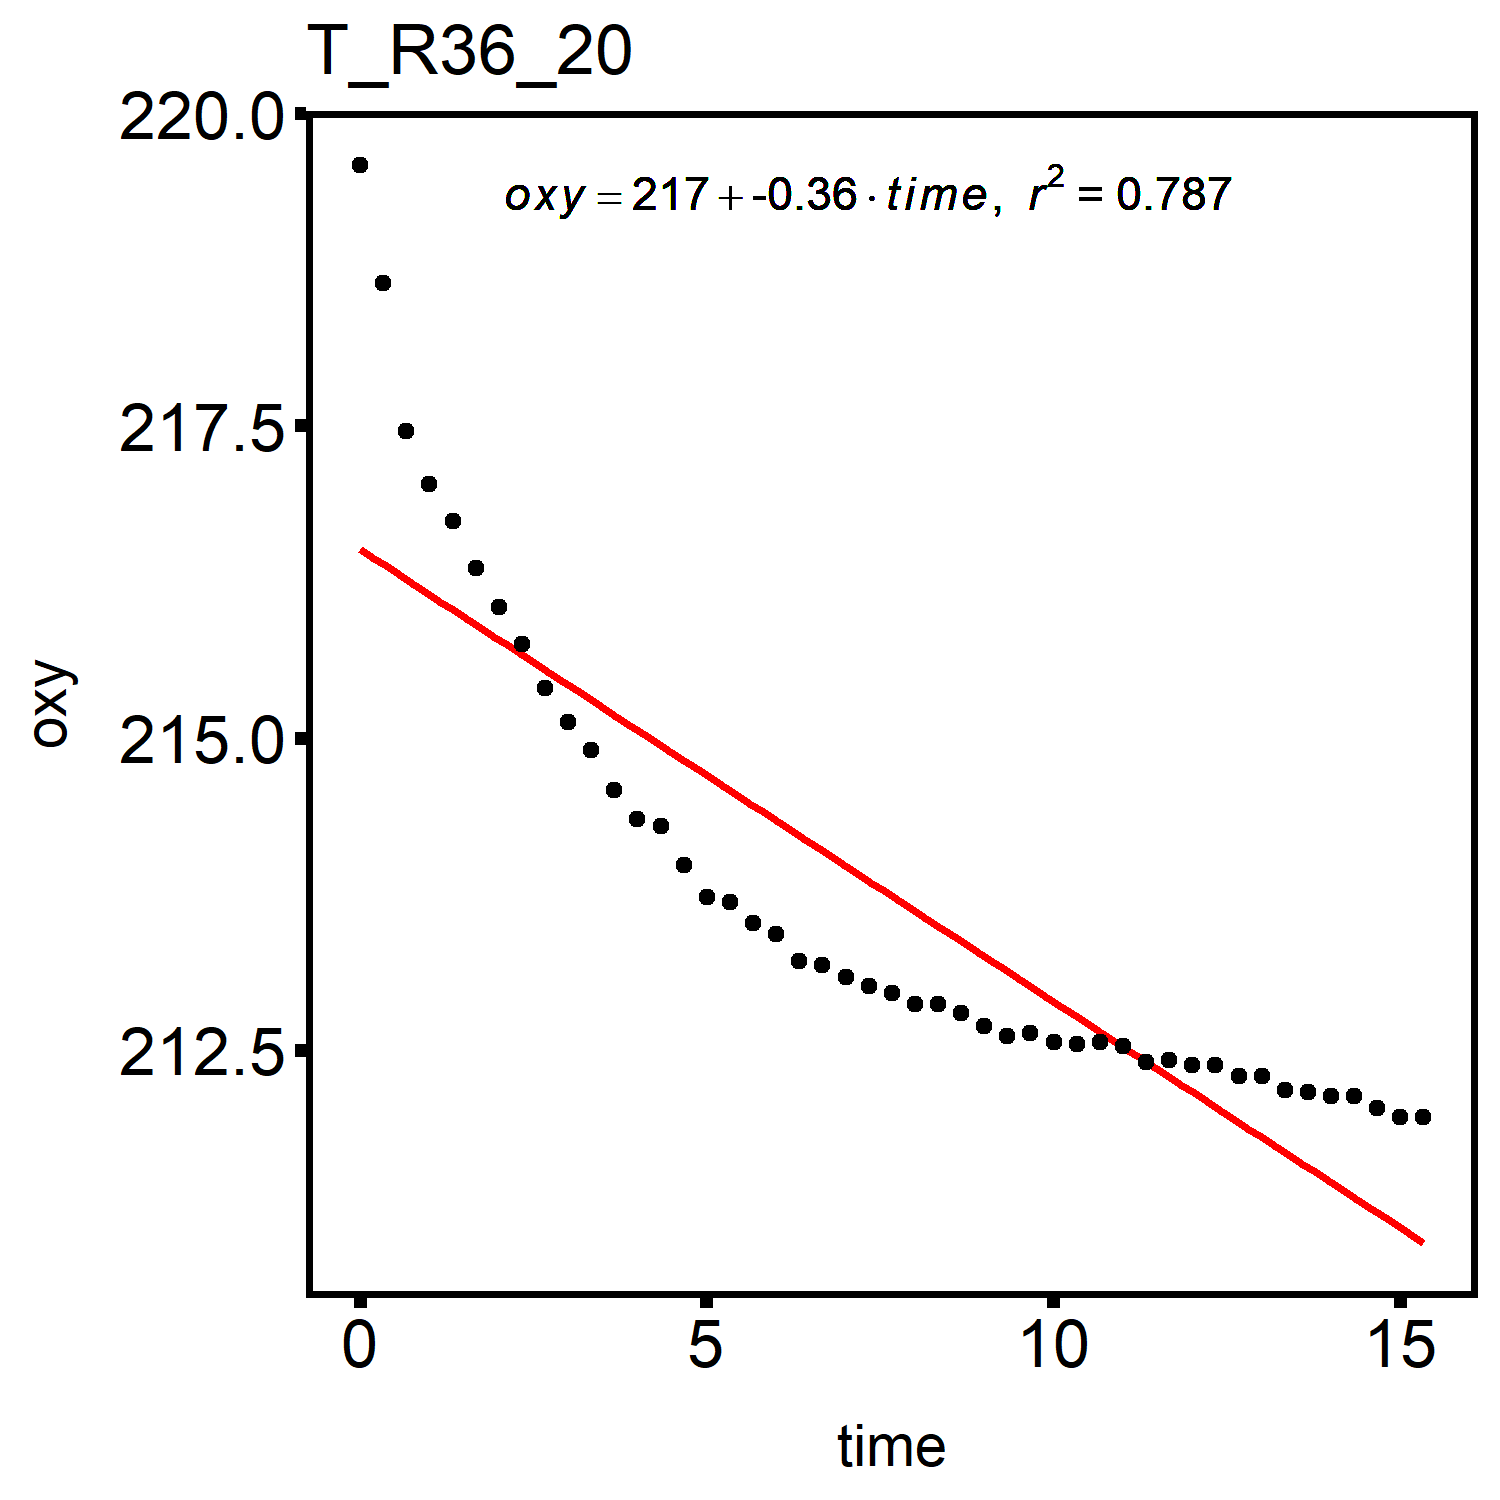 T_R36_20
220.0
oxy = 217 + -0.36 · time, r² = 0.787
217.5
215.0
212.5
oxy
0 5 10 15
time